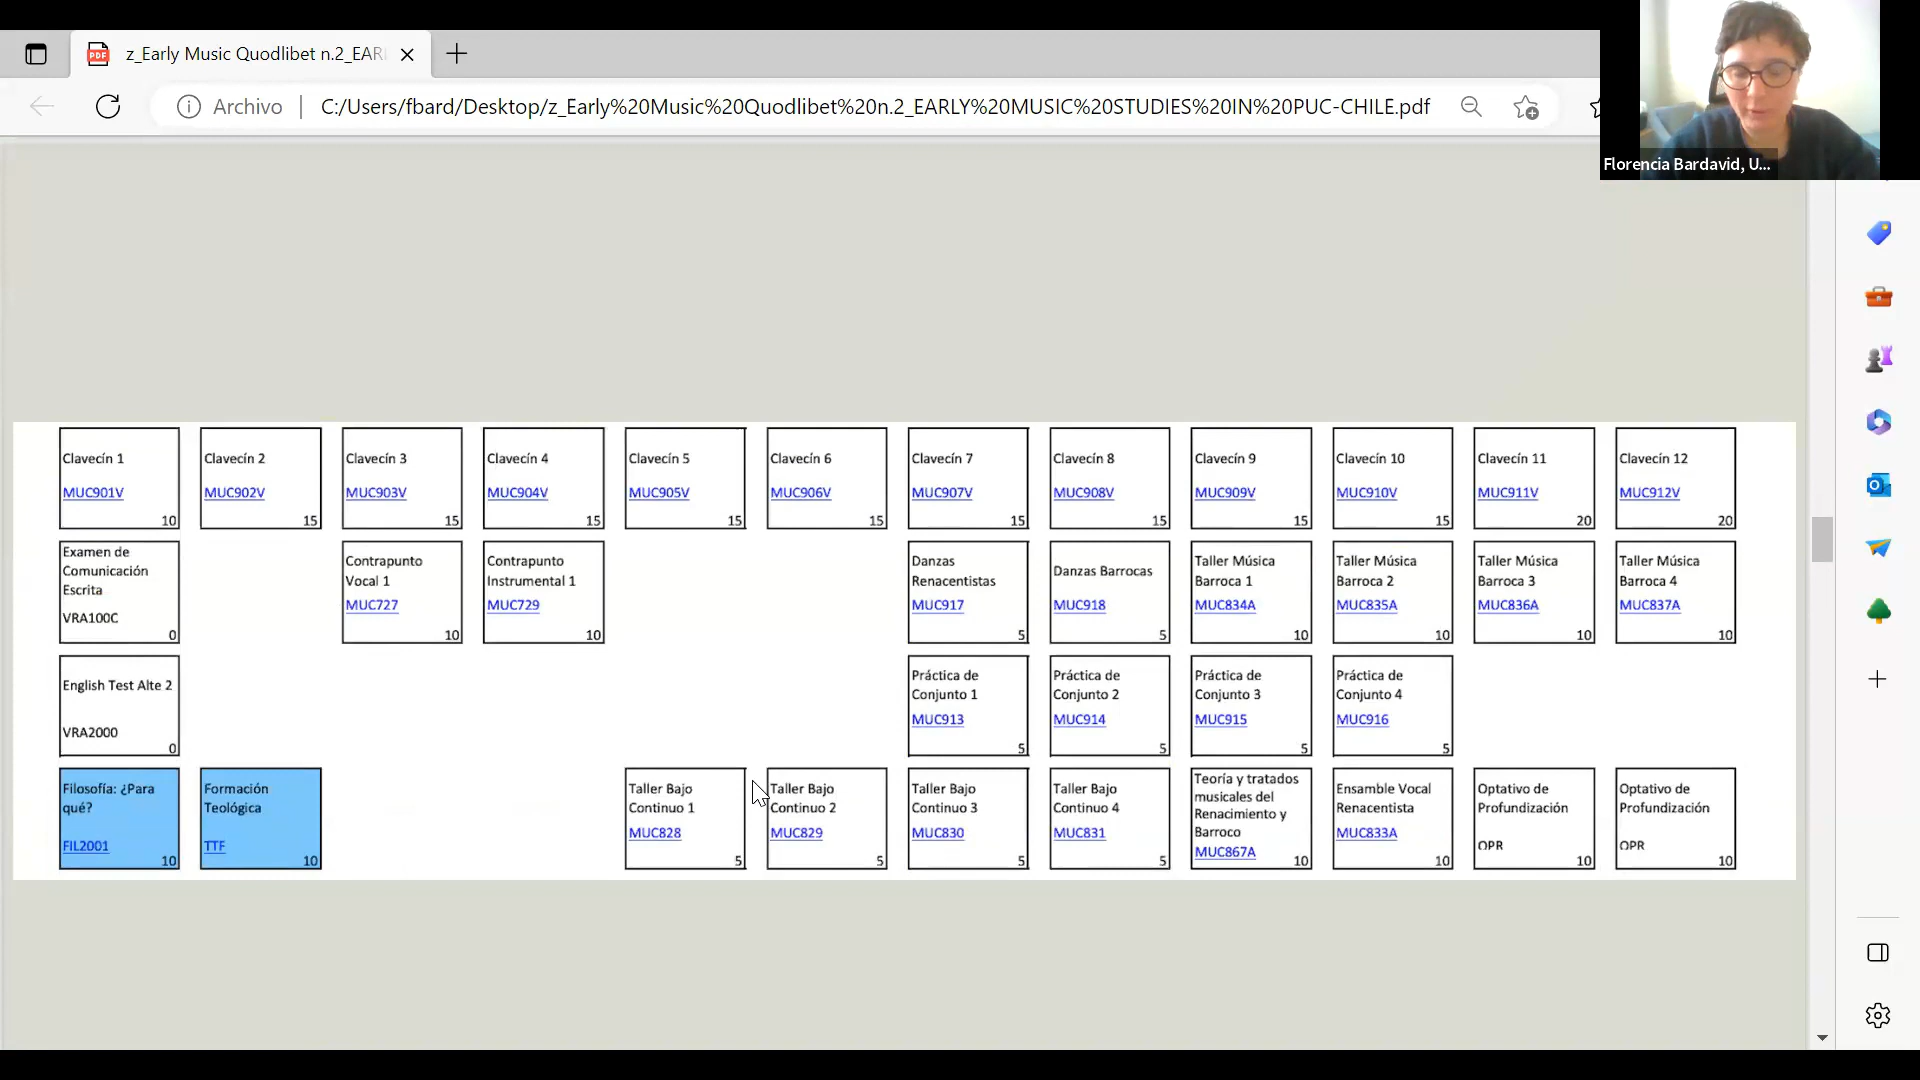 z_Early Music Quodlibet n.2_EAR
Archivo
C:/Users/fbard/Desktop/z_Early%20Music%20Quodlibet%20n.2_EARLY%20MUSIC%20STUDIES%20IN%20PUC-CHILE.pdf
Florencia Bardavid, U...
Clavecín 1
MUC901V
10
Clavecín 2
MUC902V
15
Clavecín 3
MUC903V
15
Clavecín 4
MUC904V
15
Clavecín 5
MUC905V
15
Clavecín 6
MUC906V
15
Clavecín 7
MUC907V
15
Clavecín 8
MUC908V
15
Clavecín 9
MUC909V
15
Clavecín 10
MUC910V
15
Clavecín 11
MUC911V
20
Clavecín 12
MUC912V
20
Examen de
Comunicación
Escrita
VRA100C
0
Contrapunto
Vocal 1
MUC727
10
Contrapunto
Instrumental 1
MUC729
10
Danzas
Renacentistas
MUC917
5
Danzas Barrocas
MUC918
5
Taller Música
Barroca 1
MUC834A
10
Taller Música
Barroca 2
MUC835A
10
Taller Música
Barroca 3
MUC836A
10
Taller Música
Barroca 4
MUC837A
10
English Test Alte 2
VRA2000
0
Práctica de
Conjunto 1
MUC913
5
Práctica de
Conjunto 2
MUC914
5
Práctica de
Conjunto 3
MUC915
5
Práctica de
Conjunto 4
MUC916
5
Filosofía: ¿Para
qué?
FIL2001
10
Formación
Teológica
TTF
10
Taller Bajo
Continuo 1
MUC828
5
Taller Bajo
Continuo 2
MUC829
5
Taller Bajo
Continuo 3
MUC830
5
Taller Bajo
Continuo 4
MUC831
5
Teoría y tratados
musicales del
Renacimiento y
Barroco
MUC867A
10
Ensamble Vocal
Renacentista
MUC833A
10
Optativo de
Profundización
OPR
10
Optativo de
Profundización
OPR
10